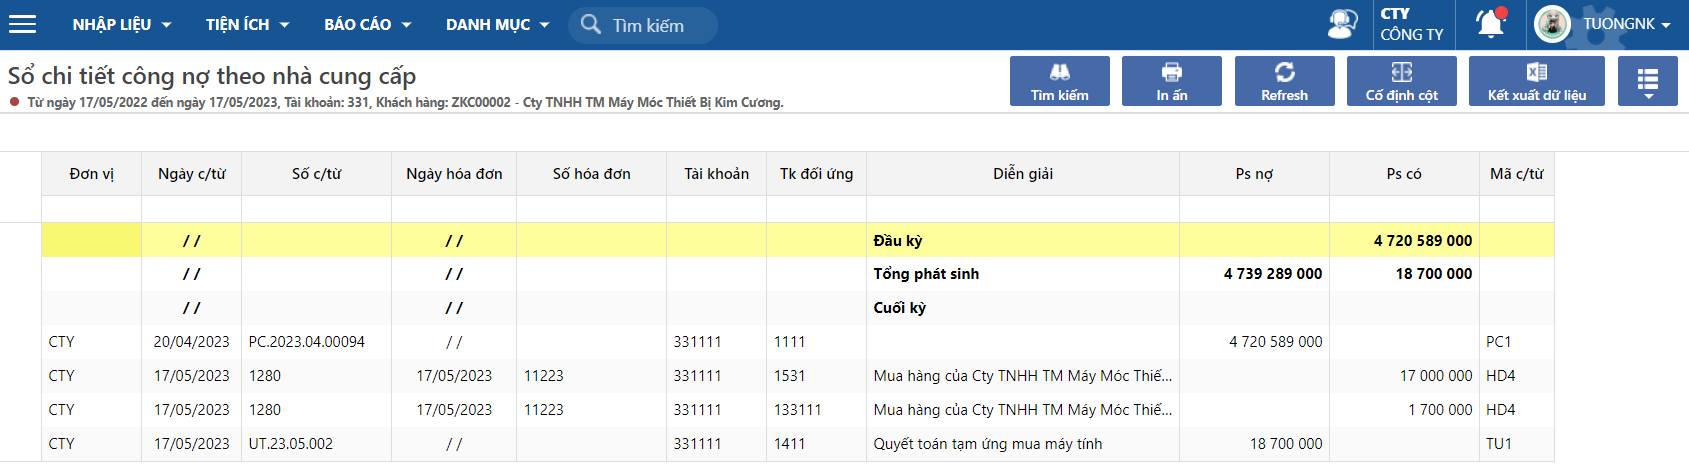 NHẬP LIỆU TIỆN ÍCH BÁO CÁO DANH MỤC Tìm kiếm CTY CÔNG TY TUONGNK
Sổ chi tiết công nợ theo nhà cung cấp
Từ ngày 17/05/2022 đến ngày 17/05/2023, Tài khoản: 331, Khách hàng: ZKC00002 - Cty TNHH TM Máy Móc Thiết Bị Kim Cương.
Tìm kiếm In ấn Refresh Cố định cột Kết xuất dữ liệu
Đơn vị Ngày c/từ Số c/từ Ngày hóa đơn Số hóa đơn Tài khoản Tk đối ứng Diễn giải Ps nợ Ps có Mã c/từ
/ / / / Đầu kỳ 4 720 589 000
/ / / / Tổng phát sinh 4 739 289 000 18 700 000
/ / / / Cuối kỳ
CTY 20/04/2023 PC.2023.04.00094 / / 331111 1111 4 720 589 000 PC1
CTY 17/05/2023 1280 17/05/2023 11223 331111 1531 Mua hàng của Cty TNHH TM Máy Móc Thiế... 17 000 000 HD4
CTY 17/05/2023 1280 17/05/2023 11223 331111 133111 Mua hàng của Cty TNHH TM Máy Móc Thiế... 1 700 000 HD4
CTY 17/05/2023 UT.23.05.002 / / 331111 1411 Quyết toán tạm ứng mua máy tính 18 700 000 TU1